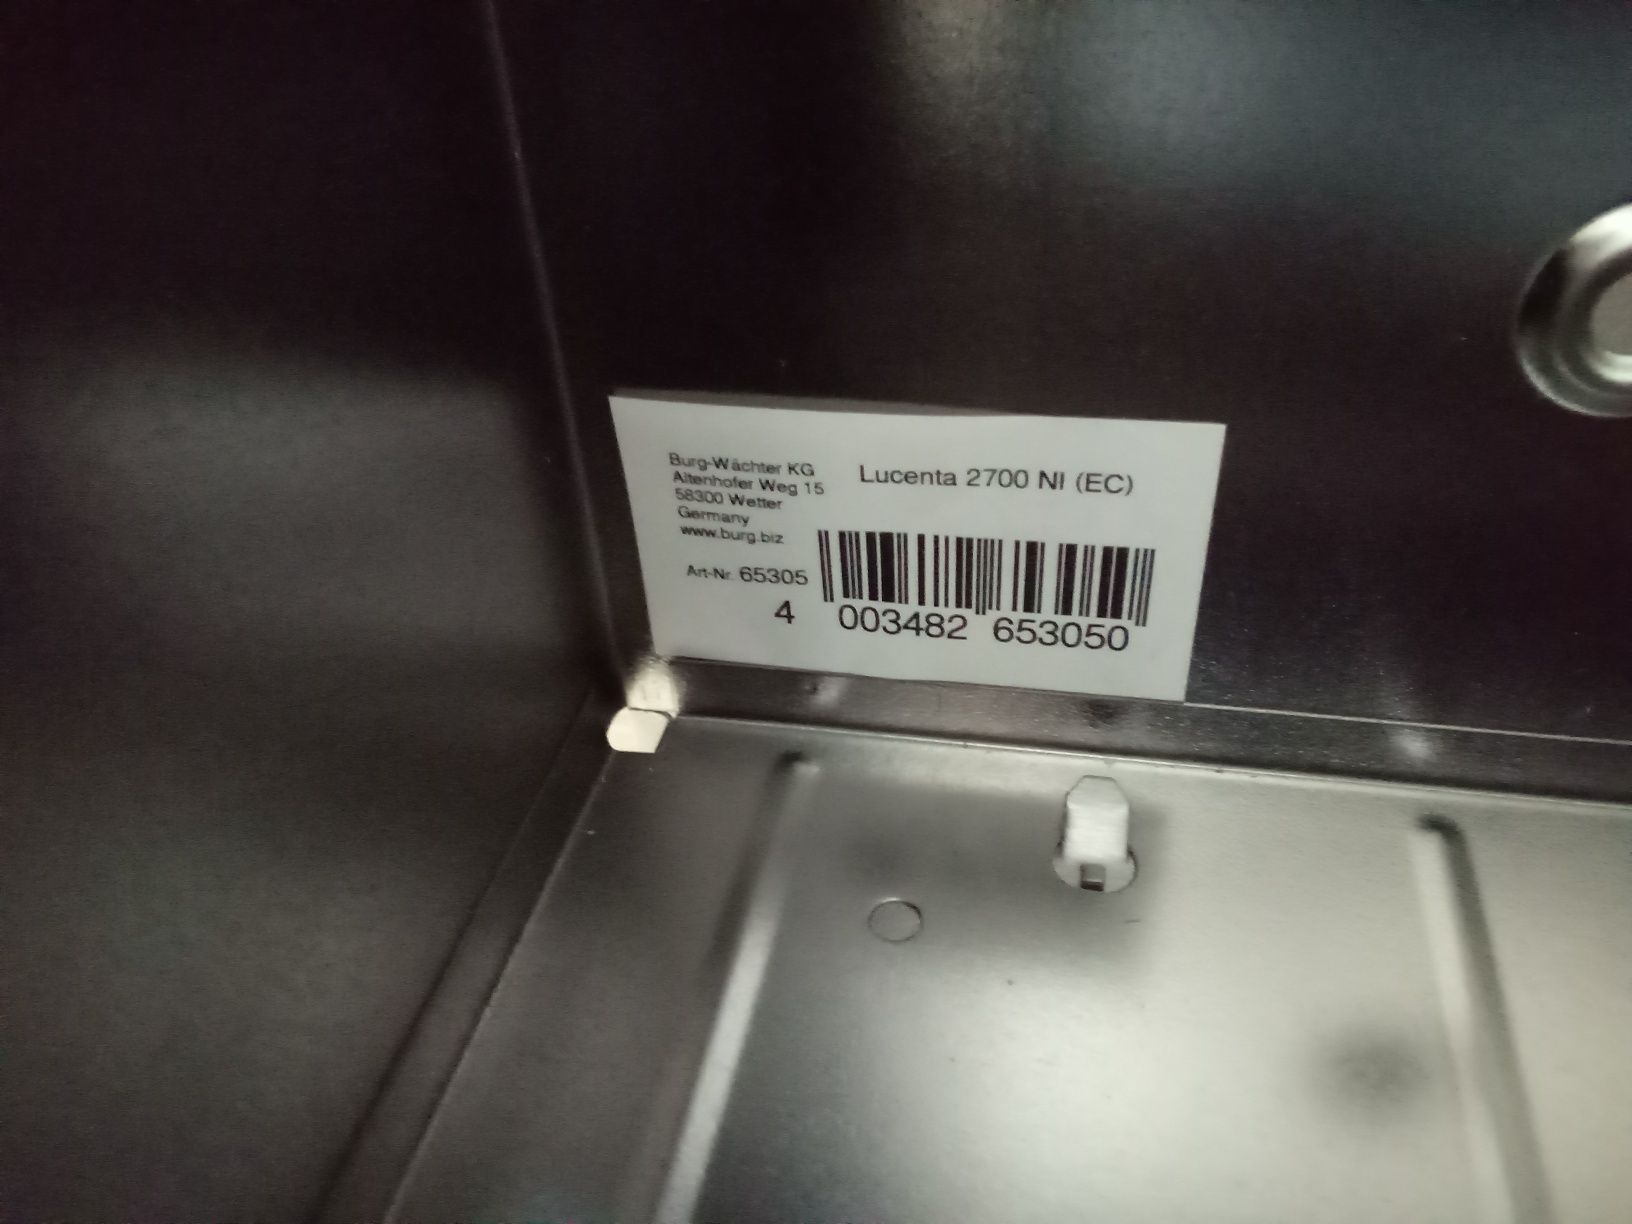 Burg-Wächter KG
Altenhofer Weg 15
58300 Wetter
Germany
www.burg.biz
Lucenta 2700 NI (EC)
Art-Nr. 65305
4 003482 653050